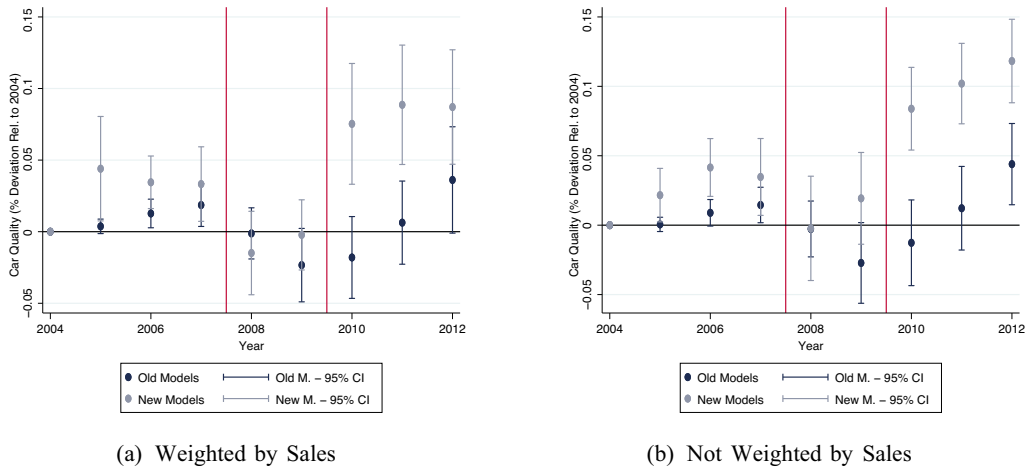 Car Quality (% Deviation Rel. to 2004)
0.15
0.1
0.05
0
−0.05
2004 2006 2008 2010 2012
Year
Old Models Old M. − 95% CI
New Models New M. − 95% CI
(a) Weighted by Sales
Car Quality (% Deviation Rel. to 2004)
0.15
0.1
0.05
0
−0.05
2004 2006 2008 2010 2012
Year
Old Models Old M. − 95% CI
New Models New M. − 95% CI
(b) Not Weighted by Sales